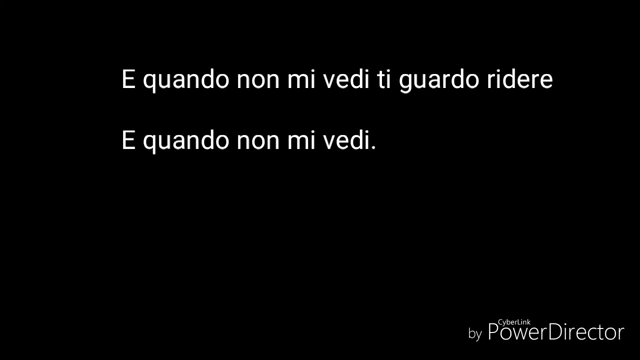 E quando non mi vedi ti guardo ridere
E quando non mi vedi.
CyberLink
by PowerDirector